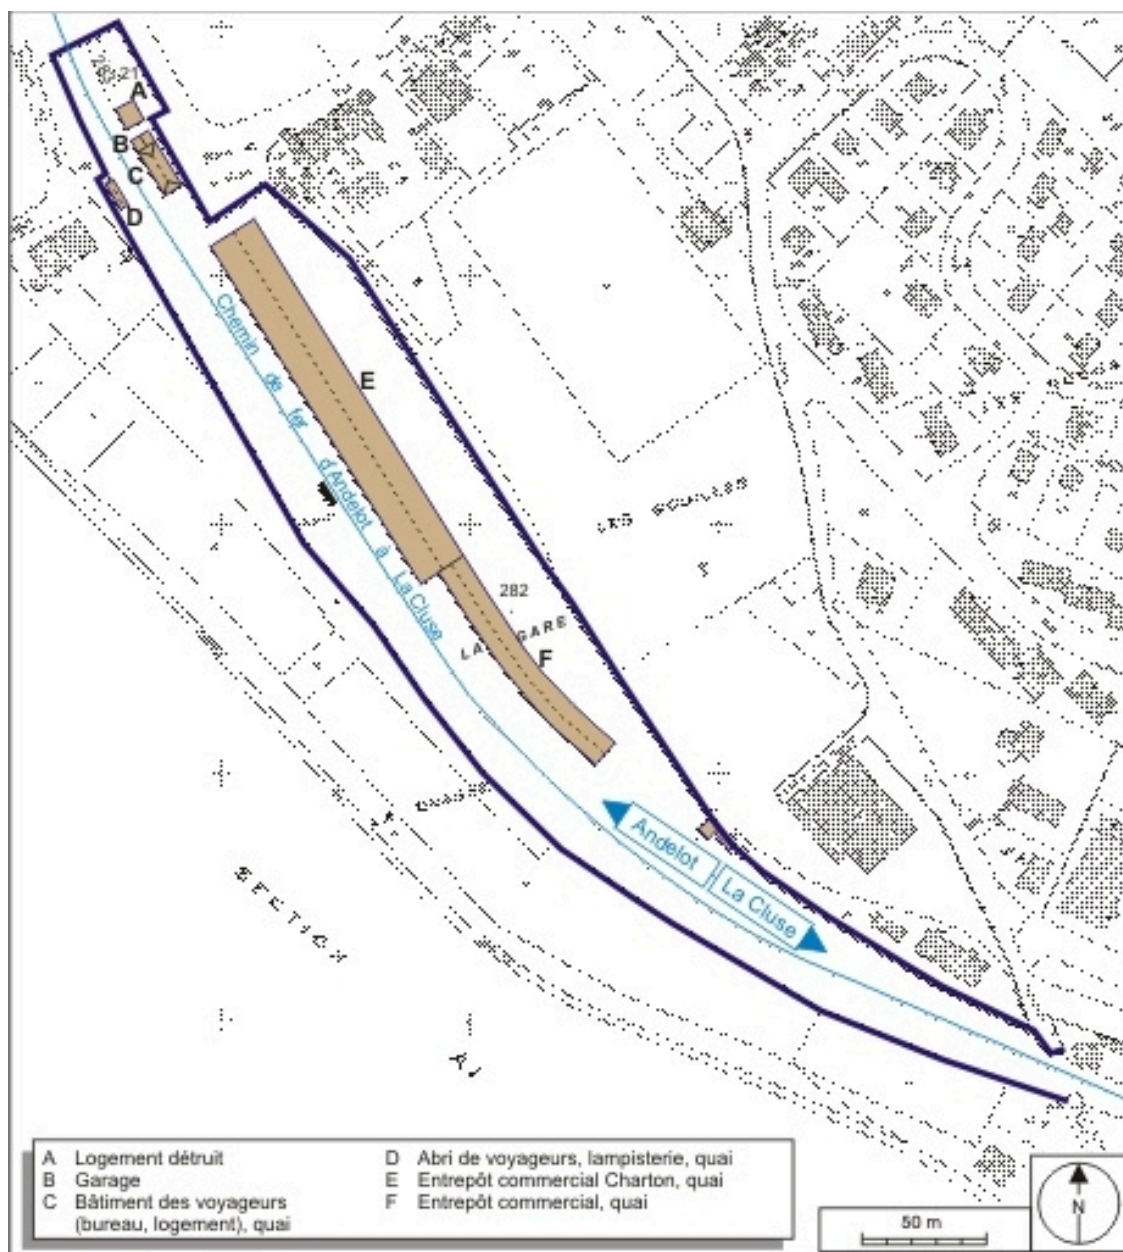 21
A
B
C
D
Chemin de fer d'Andelot à La Cluse
E
LES
282
LA GARE
F
Andelot
La Cluse
A Logement détruit
B Garage
C Bâtiment des voyageurs
(bureau, logement), quai
D Abri de voyageurs, lampisterie, quai
E Entrepôt commercial Charton, quai
F Entrepôt commercial, quai
50 m
N